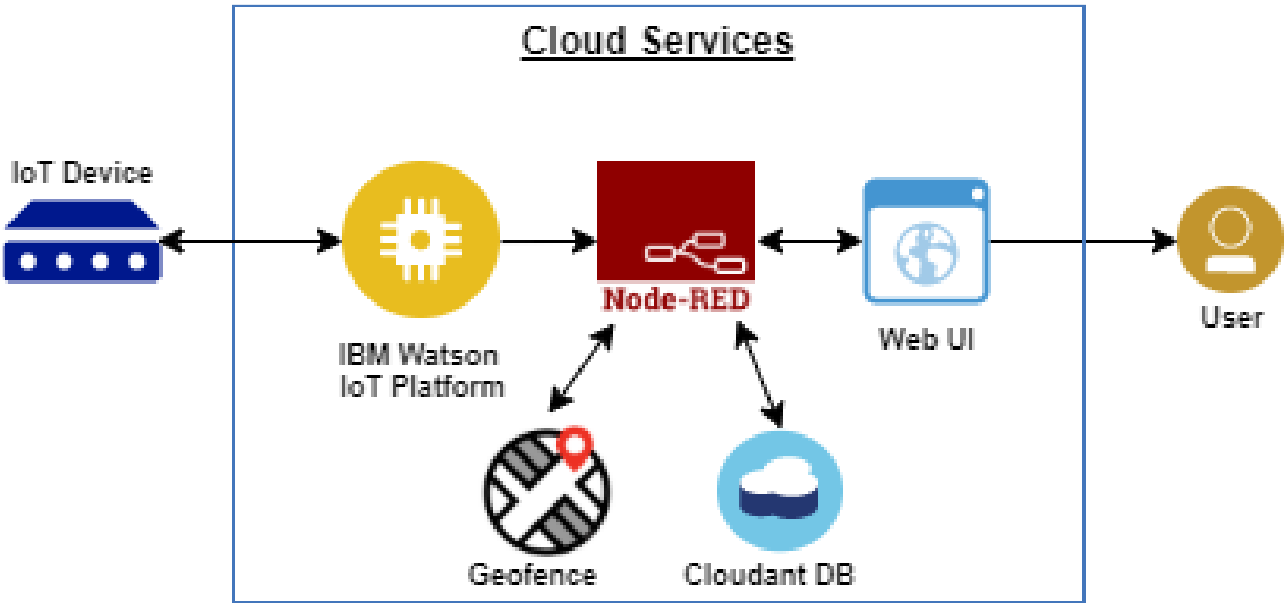 Cloud Services
IoT Device
IBM Watson
IoT Platform
Node-RED
Web UI
User
Geofence
Cloudant DB